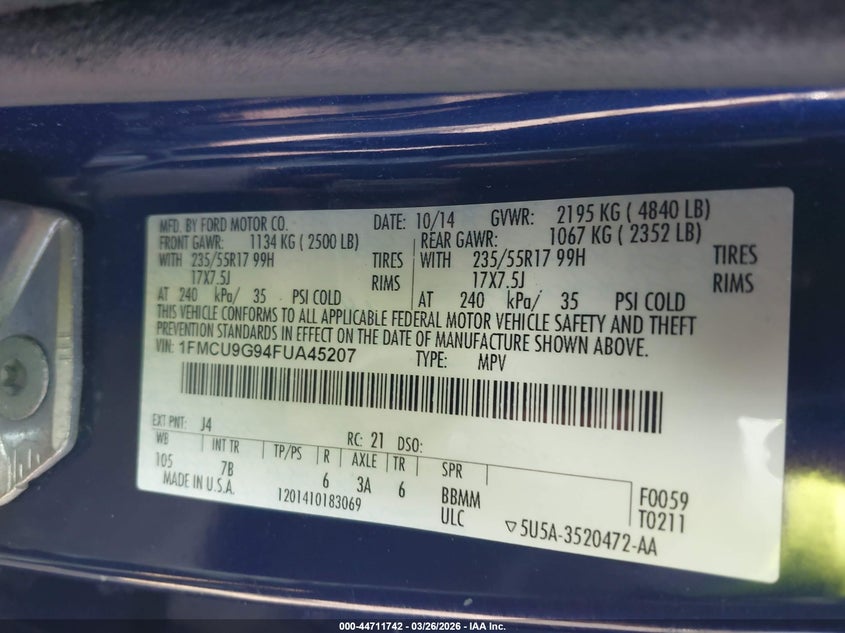 MFD. BY FORD MOTOR CO. DATE: 10/14 GVWR: 2195 KG ( 4840 LB)
FRONT GAWR: 1134 KG ( 2500 LB) REAR GAWR: 1067 KG ( 2352 LB)
WITH 235/55R17 99H TIRES WITH 235/55R17 99H TIRES
17X7.5J RIMS 17X7.5J RIMS
AT 240 kPa/ 35 PSI COLD AT 240 kPa/ 35 PSI COLD
THIS VEHICLE CONFORMS TO ALL APPLICABLE FEDERAL MOTOR VEHICLE SAFETY AND THEFT
PREVENTION STANDARDS IN EFFECT ON THE DATE OF MANUFACTURE SHOWN ABOVE.
VIN: 1FMCU9G94FUA45207 TYPE: MPV
EXT PNT: J4 RC: 21 DSO:
WB INT TR TP/PS R AXLE TR SPR
105 7B 6 3A 6 BBMM F0059
MADE IN U.S.A. 1201410183069 ULC T0211
▽5U5A-3520472-AA
000-44711742 / 03/26/2026 - IAA Inc.